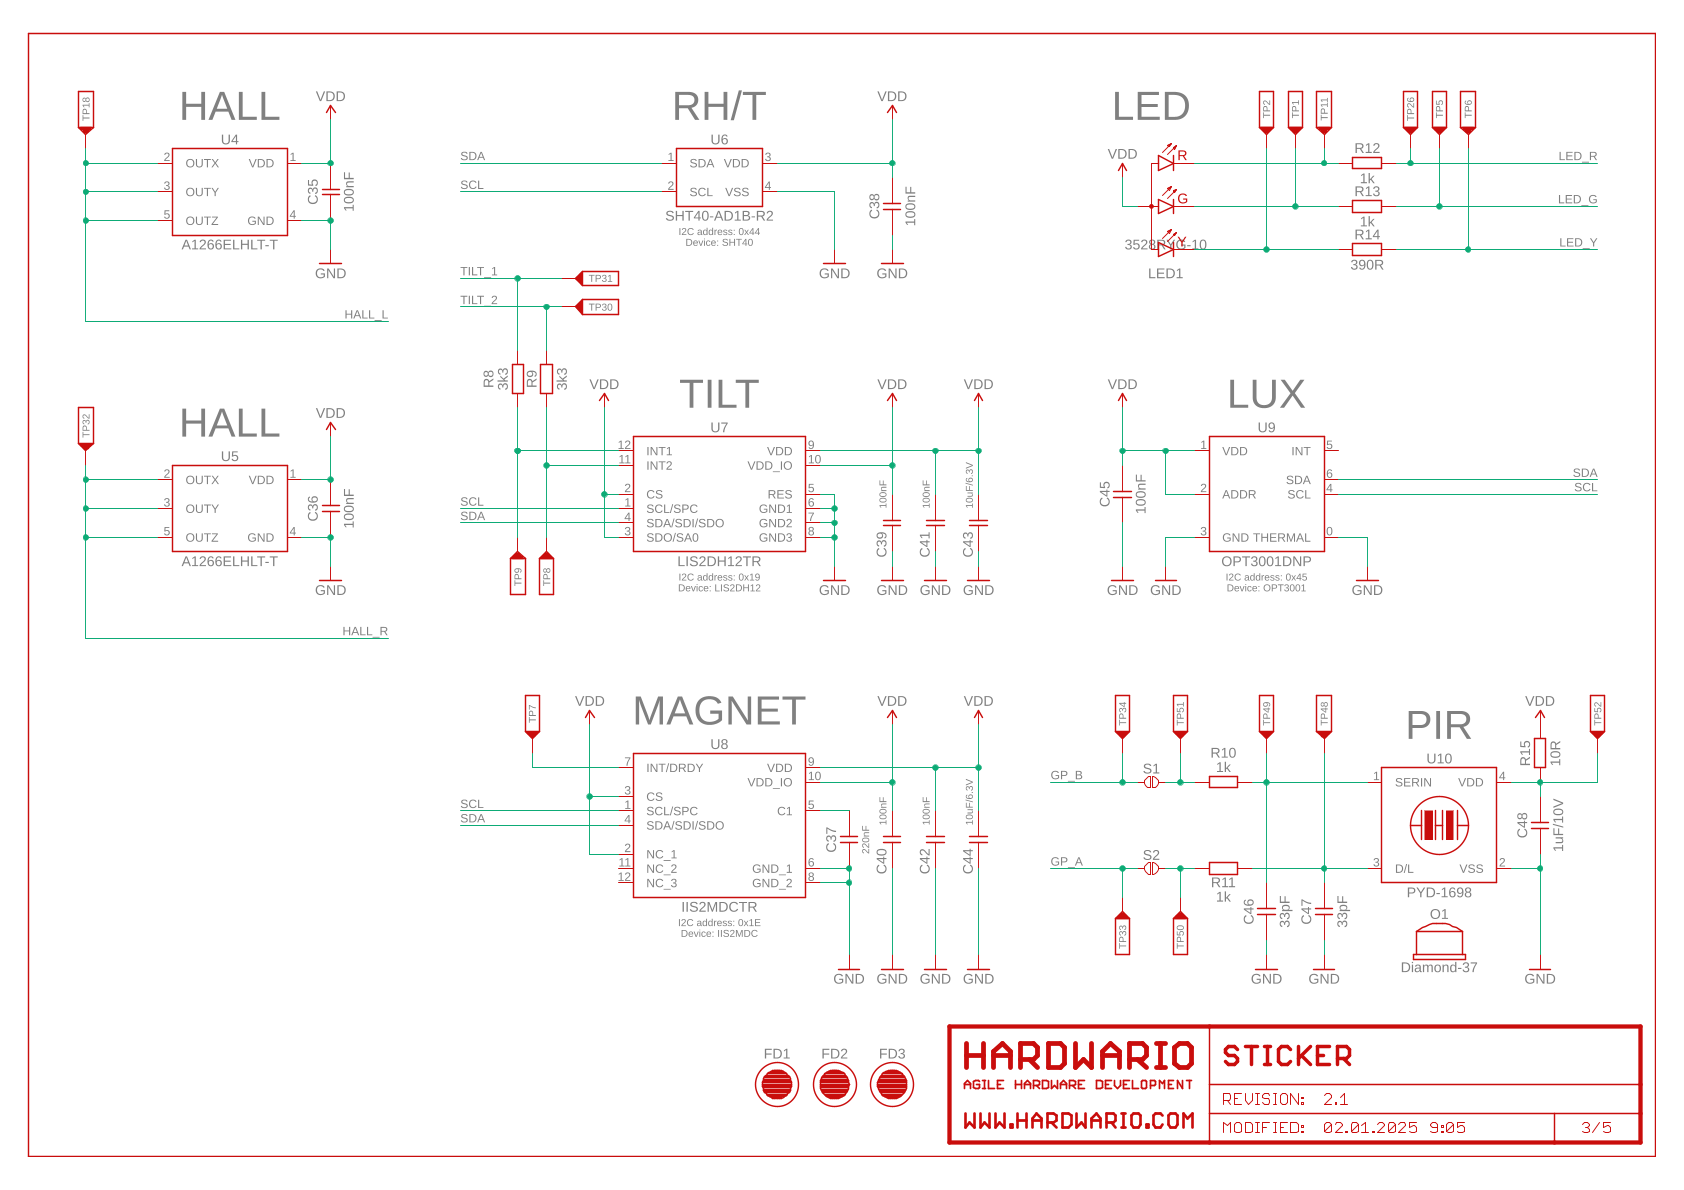 TP18
HALL
VDD
U4
2 OUTX VDD 1
3 OUTY
5 OUTZ GND 4
A1266ELHLT-T
C35
100nF
GND
HALL_L
TP32
HALL
VDD
U5
2 OUTX VDD 1
3 OUTY
5 OUTZ GND 4
A1266ELHLT-T
C36
100nF
GND
HALL_R
RH/T
VDD
U6
SDA 1 SDA VDD 3
SCL 2 SCL VSS 4
SHT40-AD1B-R2
I2C address: 0x44
Device: SHT40
C38
100nF
GND GND
TILT_1 TP31
TILT_2 TP30
R8
3k3
R9
3k3
VDD
TILT
VDD VDD
U7
12 INT1 VDD 9
11 INT2 VDD_IO 10
2 CS RES 5
SCL 1 SCL/SPC GND1 6
SDA 4 SDA/SDI/SDO GND2 7
3 SDO/SA0 GND3 8
LIS2DH12TR
I2C address: 0x19
Device: LIS2DH12
TP9 TP8
C39 100nF
C41 100nF
C43 10uF/6.3V
GND GND GND GND
LED
TP2 TP1 TP11 TP26 TP5 TP6
VDD
R R12 1k LED_R
G R13 1k LED_G
Y R14 390R LED_Y
3528RYG-10
LED1
VDD
LUX
U9
1 VDD INT 5
SDA 6 SDA
2 ADDR SCL 4 SCL
3 GND THERMAL 0
OPT3001DNP
I2C address: 0x45
Device: OPT3001
C45
100nF
GND GND GND
TP7
VDD
MAGNET
VDD VDD
U8
7 INT/DRDY VDD 9
VDD_IO 10
3 CS
SCL 1 SCL/SPC C1 5
SDA 4 SDA/SDI/SDO
2 NC_1
11 NC_2 GND_1 6
12 NC_3 GND_2 8
IIS2MDCTR
I2C address: 0x1E
Device: IIS2MDC
C37 220nF
C40 100nF
C42 100nF
C44 10uF/6.3V
GND GND GND GND
TP34 TP51 TP49 TP48
PIR
VDD
TP52
R15
10R
U10
GP_B S1 R10 1k 1 SERIN VDD 4
GP_A S2 R11 1k 3 D/L VSS 2
PYD-1698
C48
1uF/10V
TP33 TP50
C46 33pF
C47 33pF
O1
Diamond-37
GND GND GND
FD1 FD2 FD3
HARDWARIO
AGILE HARDWARE DEVELOPMENT
WWW.HARDWARIO.COM
STICKER
REVISION: 2.1
MODIFIED: 02.01.2025 9:05 3/5